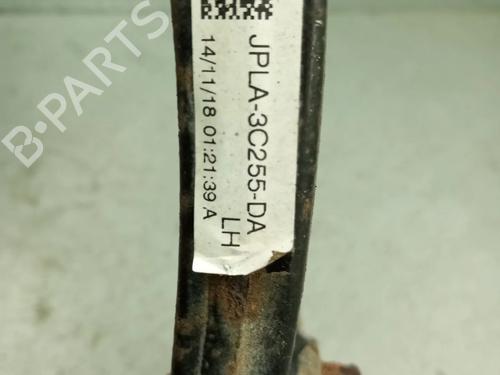 B-PARTS
JPLA-3C255-DA
LH
14/11/18 01:21:39 A